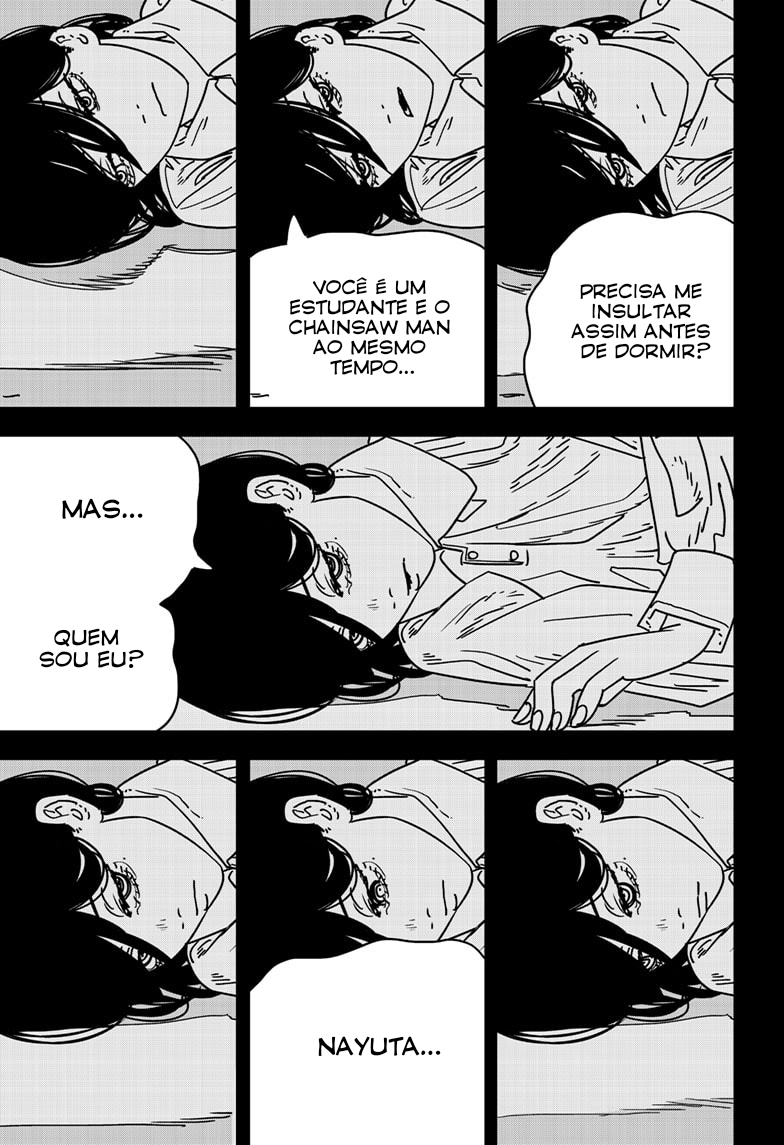 PRECISA ME
INSULTAR
ASSIM ANTES
DE DORMIR?
VOCÊ É UM
ESTUDANTE E O
CHAINSAW MAN
AO MESMO
TEMPO...
MAS...
QUEM
SOU EU?
NAYUTA...